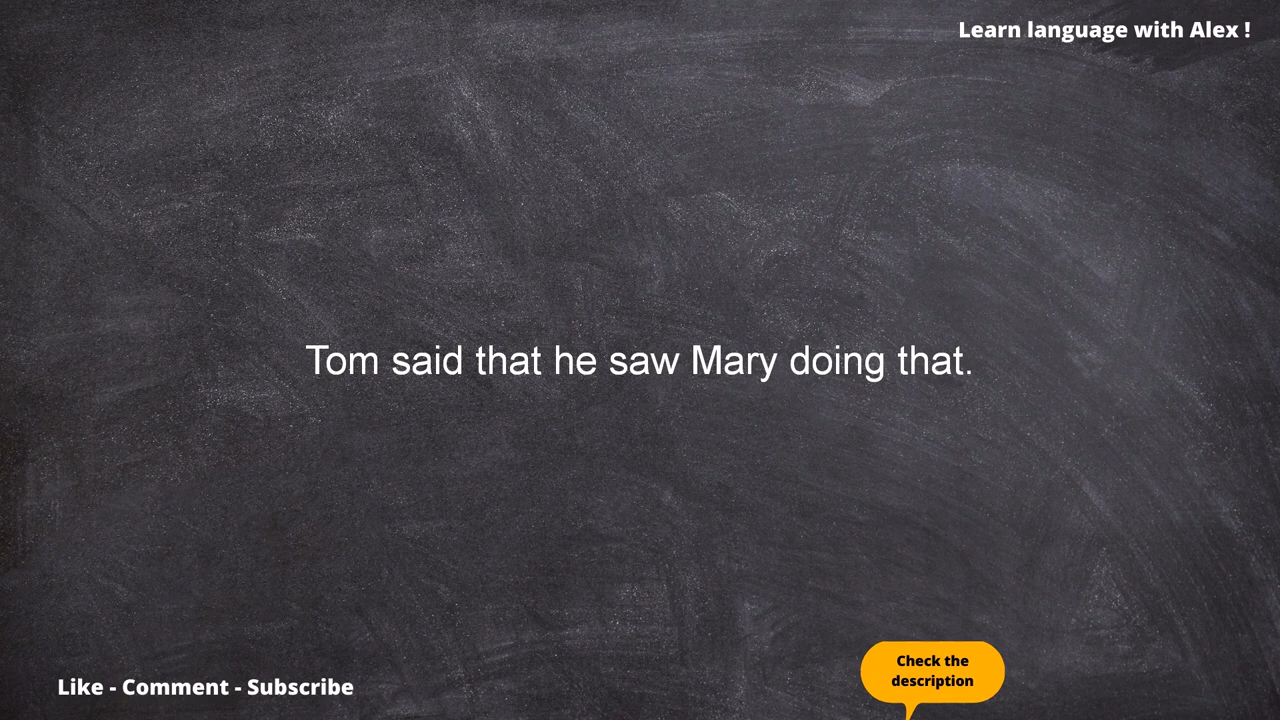 Learn language with Alex !
Tom said that he saw Mary doing that.
Check the
description
Like - Comment - Subscribe